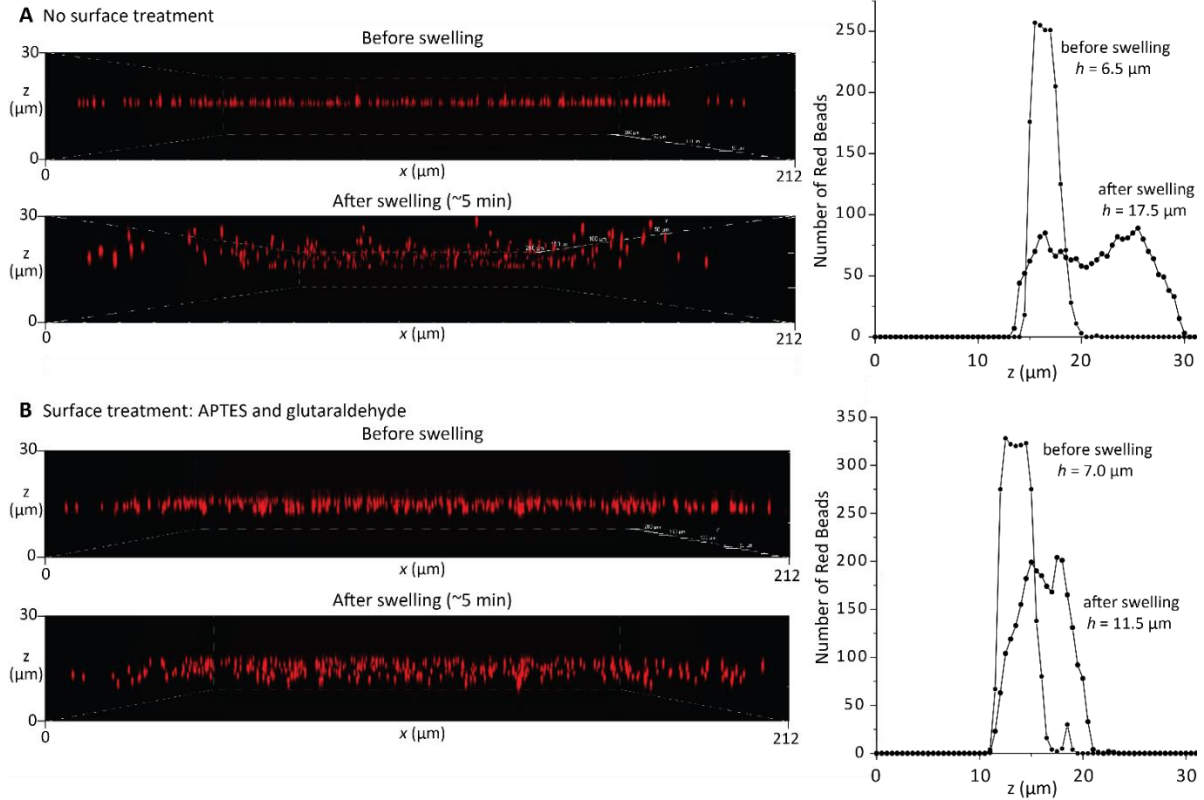 A No surface treatment
Before swelling
30
z
(μm)
0
0
x (μm)
212
After swelling (~5 min)
30
z
(μm)
0
0
x (μm)
212
250
200
150
100
50
0
Number of Red Beads
before swelling
h = 6.5 μm
after swelling
h = 17.5 μm
0
10
20
30
z (μm)
B Surface treatment: APTES and glutaraldehyde
Before swelling
30
z
(μm)
0
0
x (μm)
212
After swelling (~5 min)
30
z
(μm)
0
0
x (μm)
212
350
300
250
200
150
100
50
0
Number of Red Beads
before swelling
h = 7.0 μm
after swelling
h = 11.5 μm
0
10
20
30
z (μm)